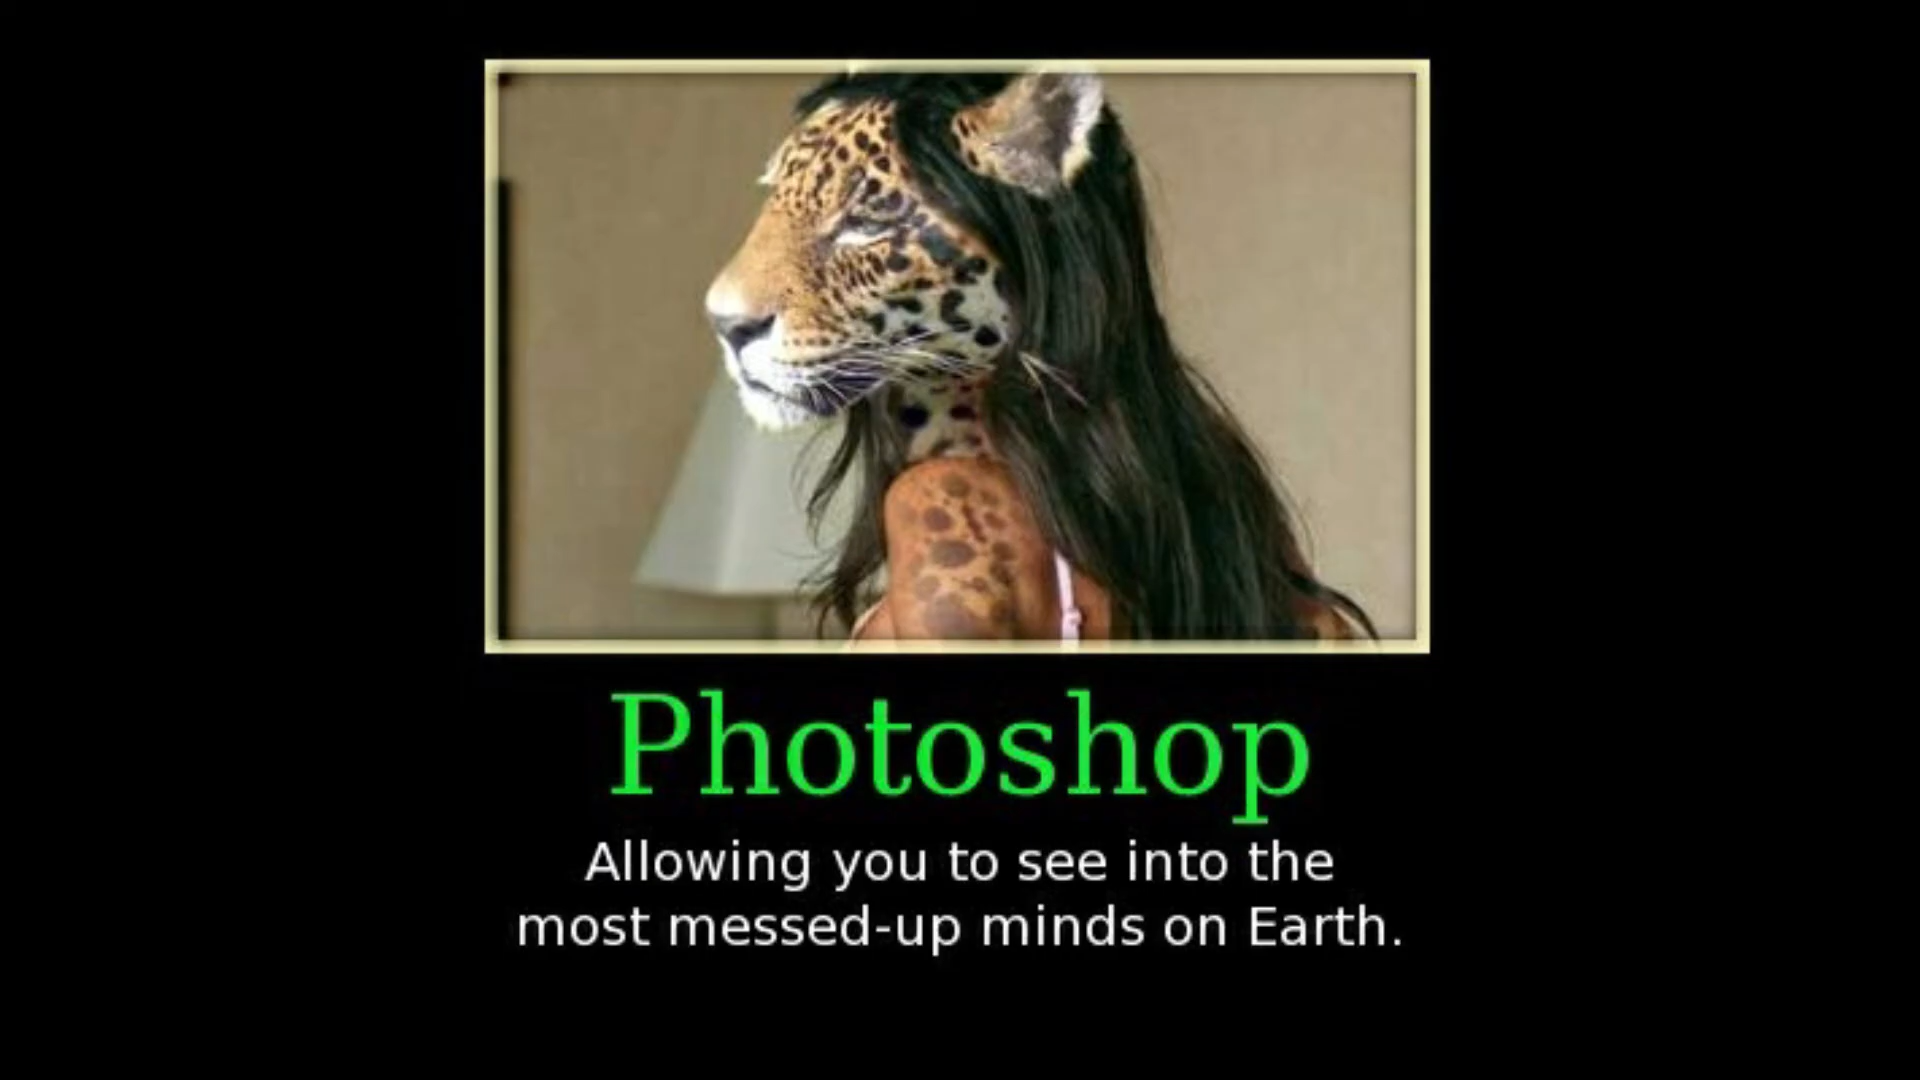 Photoshop
Allowing you to see into the
most messed-up minds on Earth.